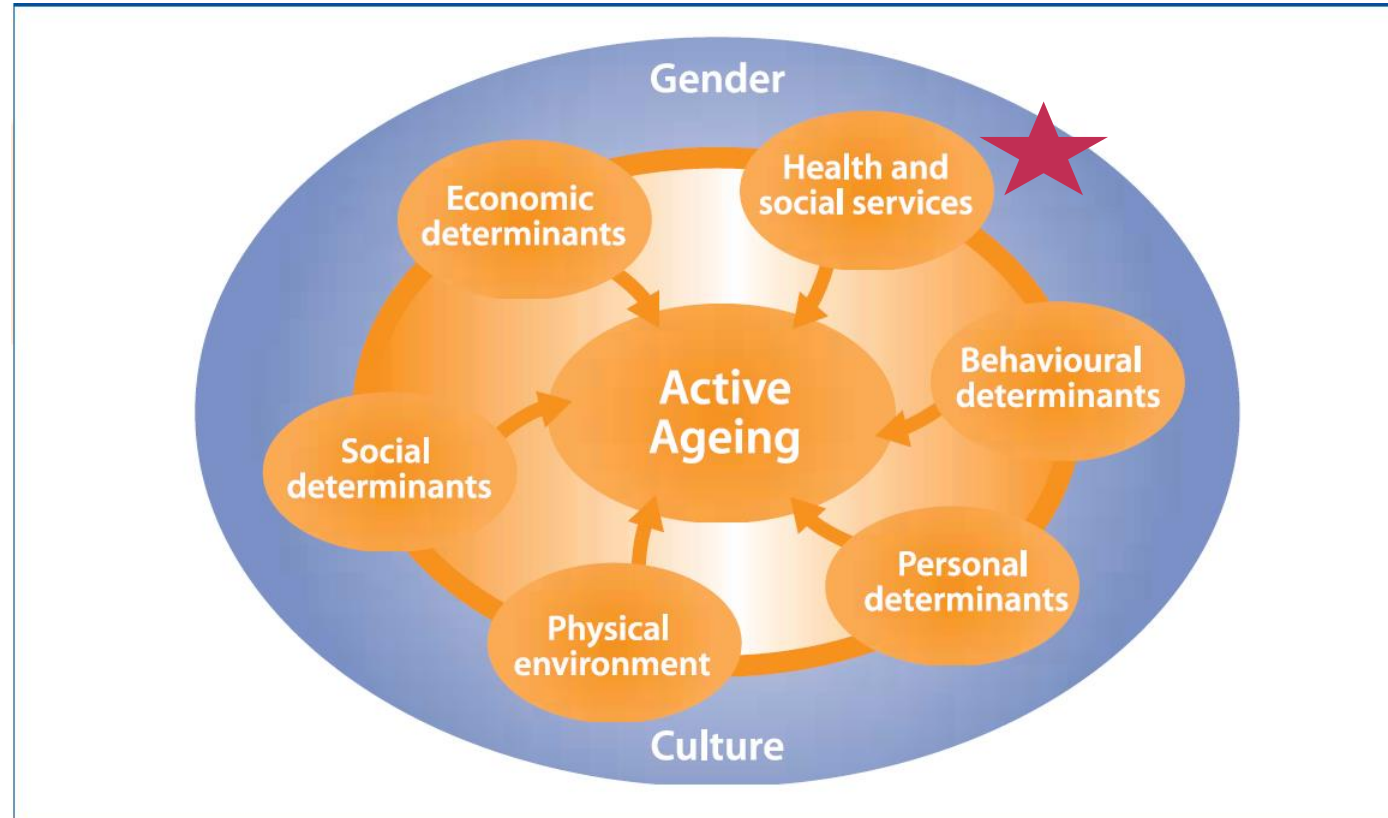 Gender
Health and
social services
Economic
determinants
Behavioural
determinants
Active
Ageing
Social
determinants
Personal
determinants
Physical
environment
Culture